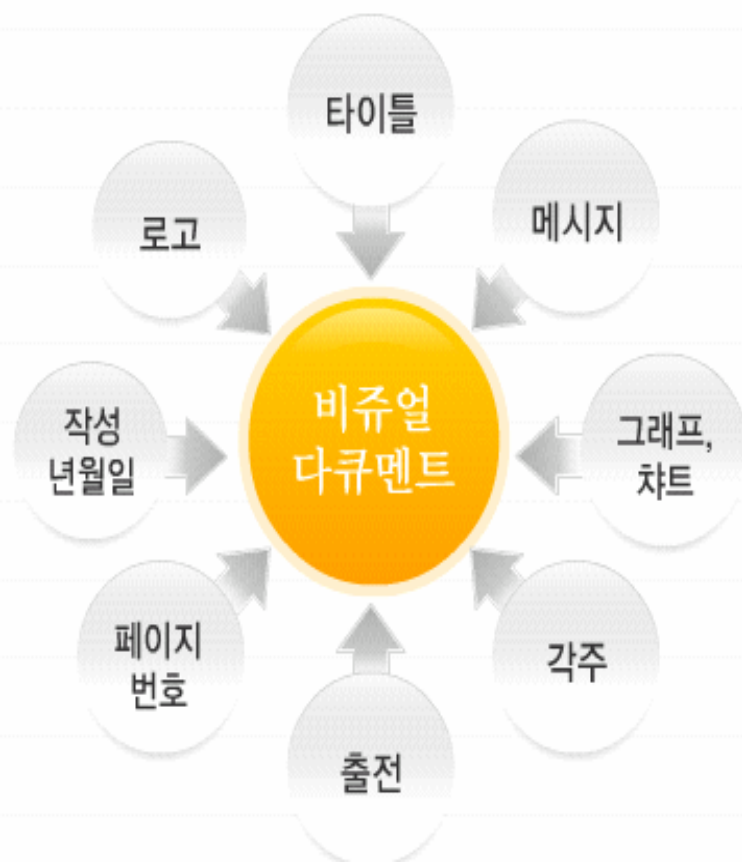 타이틀
메시지
로고
비쥬얼
다큐멘트
작성
년월일
그래프,
챠트
페이지
번호
각주
출전